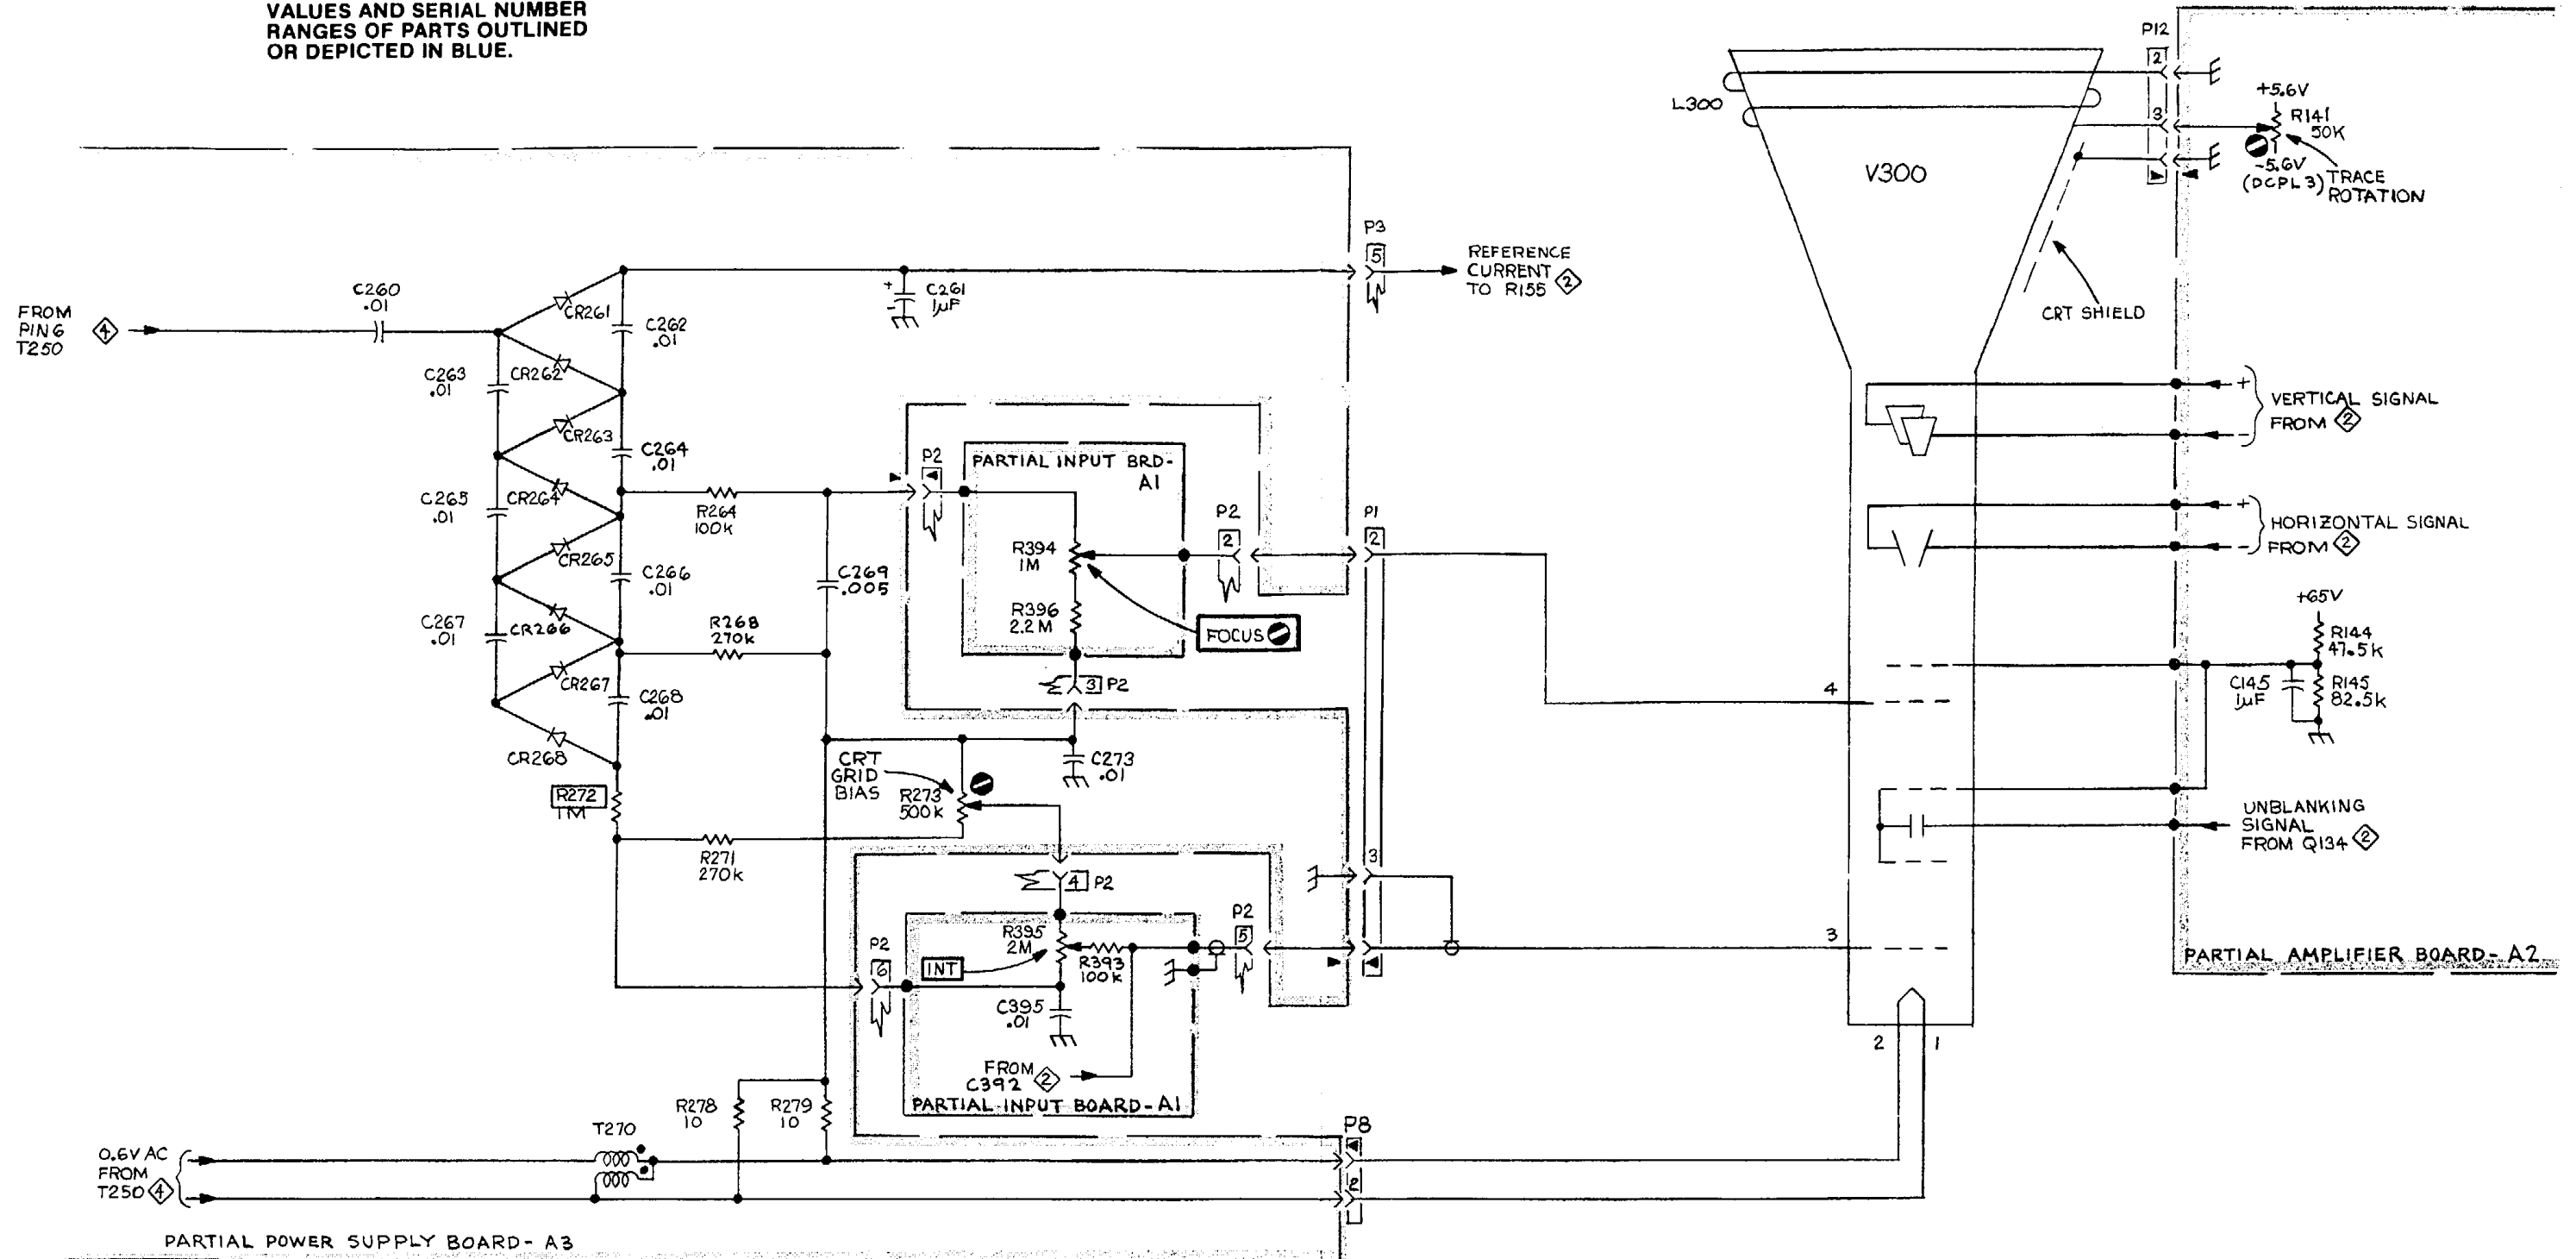 VALUES AND SERIAL NUMBER
RANGES OF PARTS OUTLINED
OR DEPICTED IN BLUE.
P12
2
3
L300
V300
+5.6V
R141
50K
-5.6V
(DCPL 3)
TRACE
ROTATION
CRT SHIELD
P3
5
REFERENCE
CURRENT
TO R155 2
FROM
PIN 6
T250
4
C260
.01
CR261
C261
1µF
+
-
C262
.01
C263
.01
CR262
CR263
C264
.01
C265
.01
CR264
R264
100K
CR265
C266
.01
C267
.01
CR266
R268
270K
C269
.005
CR267
C268
.01
CR268
R272
1M
R271
270K
P2
PARTIAL INPUT BRD-
A1
R394
1M
R396
2.2M
P2
2
FOCUS
3 P2
P1
2
CRT
GRID
BIAS
R273
500K
C273
.01
4 P2
3
P2
6
INT
R395
2M
R393
100K
C395
.01
FROM
C392 2
PARTIAL INPUT BOARD-A1
P2
5
+
-
VERTICAL SIGNAL
FROM 2
+
-
HORIZONTAL SIGNAL
FROM 2
+65V
R144
47.5K
C145
1µF
R145
82.5K
4
UNBLANKING
SIGNAL
FROM Q134 2
3
PARTIAL AMPLIFIER BOARD-A2
2
1
R278
10
R279
10
T270
P8
2
0.6V AC
FROM
T250 4
PARTIAL POWER SUPPLY BOARD-A3